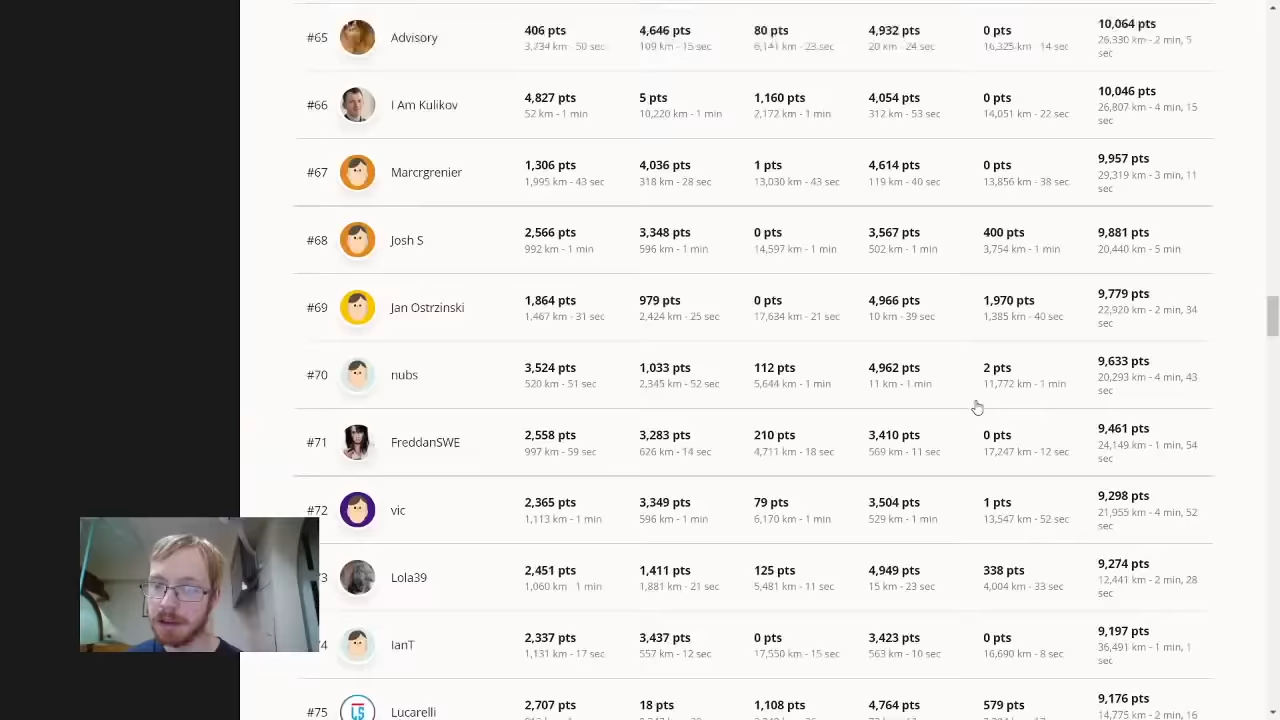 #65 Advisory 406 pts 4,646 pts 80 pts 4,932 pts 0 pts 10,064 pts
3,734 km - 50 sec 109 km - 15 sec 6,141 km - 23 sec 20 km - 24 sec 16,325 km - 14 sec 26,330 km - 2 min, 5
sec
#66 I Am Kulikov 4,827 pts 5 pts 1,160 pts 4,054 pts 0 pts 10,046 pts
52 km - 1 min 10,220 km - 1 min 2,172 km - 1 min 312 km - 53 sec 14,051 km - 22 sec 26,807 km - 4 min, 15
sec
#67 Marcrgrenier 1,306 pts 4,036 pts 1 pts 4,614 pts 0 pts 9,957 pts
1,995 km - 43 sec 318 km - 28 sec 13,030 km - 43 sec 119 km - 40 sec 13,856 km - 38 sec 29,319 km - 3 min, 11
sec
#68 Josh S 2,566 pts 3,348 pts 0 pts 3,567 pts 400 pts 9,881 pts
992 km - 1 min 596 km - 1 min 14,597 km - 1 min 502 km - 1 min 3,754 km - 1 min 20,440 km - 5 min
#69 Jan Ostrzinski 1,864 pts 979 pts 0 pts 4,966 pts 1,970 pts 9,779 pts
1,467 km - 31 sec 2,424 km - 25 sec 17,634 km - 21 sec 10 km - 39 sec 1,385 km - 40 sec 22,920 km - 2 min, 34
sec
#70 nubs 3,524 pts 1,033 pts 112 pts 4,962 pts 2 pts 9,633 pts
520 km - 51 sec 2,345 km - 52 sec 5,644 km - 1 min 11 km - 1 min 11,772 km - 1 min 20,293 km - 4 min, 43
sec
#71 FreddanSWE 2,558 pts 3,283 pts 210 pts 3,410 pts 0 pts 9,461 pts
997 km - 59 sec 626 km - 14 sec 4,711 km - 18 sec 569 km - 11 sec 17,247 km - 12 sec 24,149 km - 1 min, 54
sec
#72 vic 2,365 pts 3,349 pts 79 pts 3,504 pts 1 pts 9,298 pts
1,113 km - 1 min 596 km - 1 min 6,170 km - 1 min 529 km - 1 min 13,547 km - 52 sec 21,955 km - 4 min, 52
sec
3 Lola39 2,451 pts 1,411 pts 125 pts 4,949 pts 338 pts 9,274 pts
1,060 km - 1 min 1,881 km - 21 sec 5,481 km - 11 sec 15 km - 23 sec 4,004 km - 33 sec 12,441 km - 2 min, 28
sec
4 IanT 2,337 pts 3,437 pts 0 pts 3,423 pts 0 pts 9,197 pts
1,131 km - 17 sec 557 km - 12 sec 17,550 km - 15 sec 563 km - 10 sec 16,690 km - 8 sec 36,491 km - 1 min, 1
sec
#75 Lucarelli 2,707 pts 18 pts 1,108 pts 4,764 pts 579 pts 9,176 pts
14,775 km - 2 min, 16